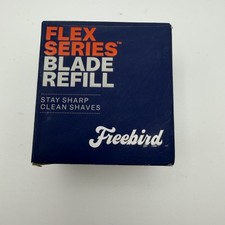 FLEX
SERIES™
BLADE
REFILL
STAY SHARP
CLEAN SHAVES
Freebird